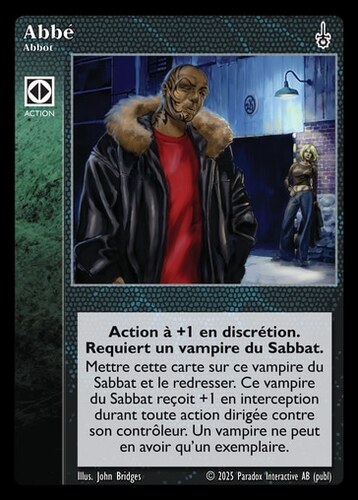 Abbé
Abbot
ACTION
Action à +1 en discrétion.
Requiert un vampire du Sabbat.
Mettre cette carte sur ce vampire du
Sabbat et le redresser. Ce vampire
du Sabbat reçoit +1 en interception
durant toute action dirigée contre
son contrôleur. Un vampire ne peut
en avoir qu'un exemplaire.
Illus. John Bridges
© 2025 Paradox Interactive AB (publ)